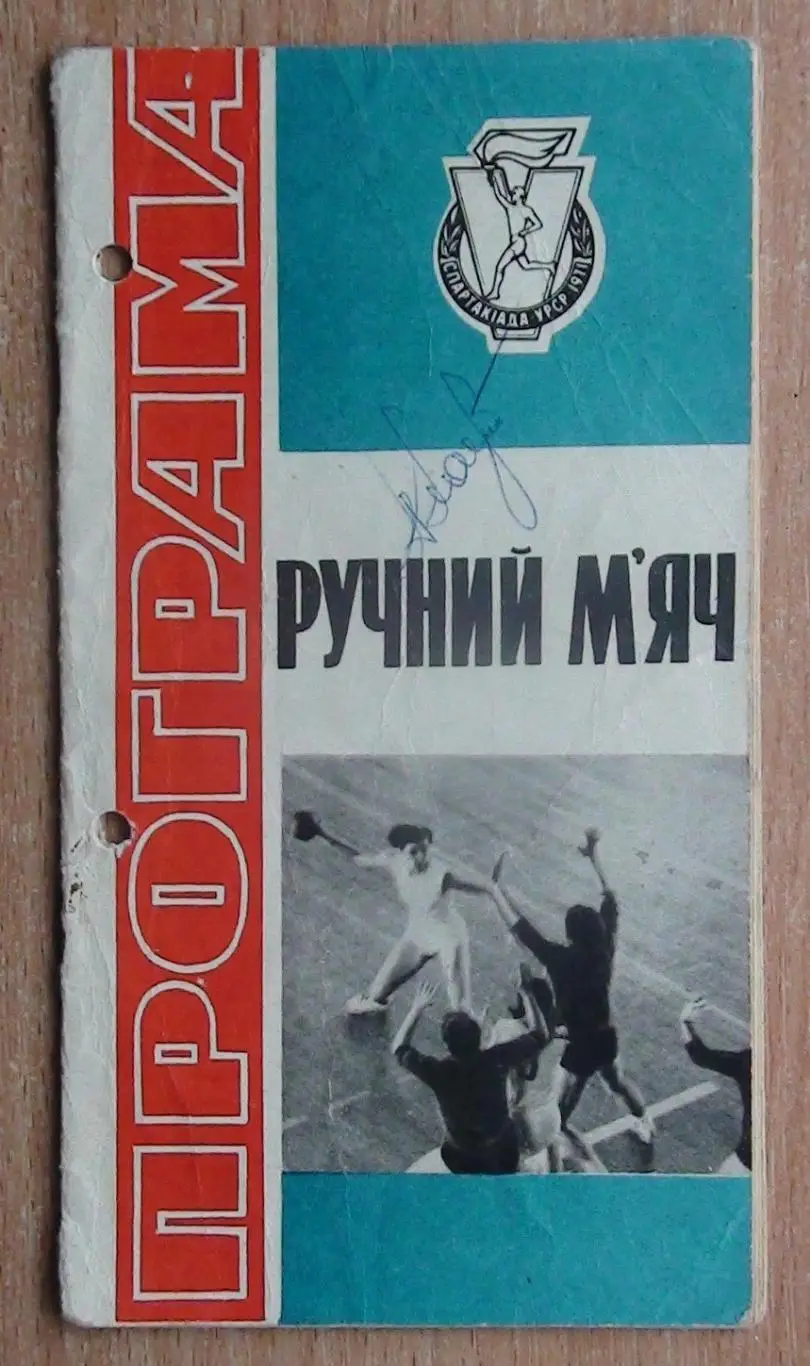 ПРОГРАМА
V
СПАРТАКІАДА УРСР 1971
РУЧНИЙ М'ЯЧ